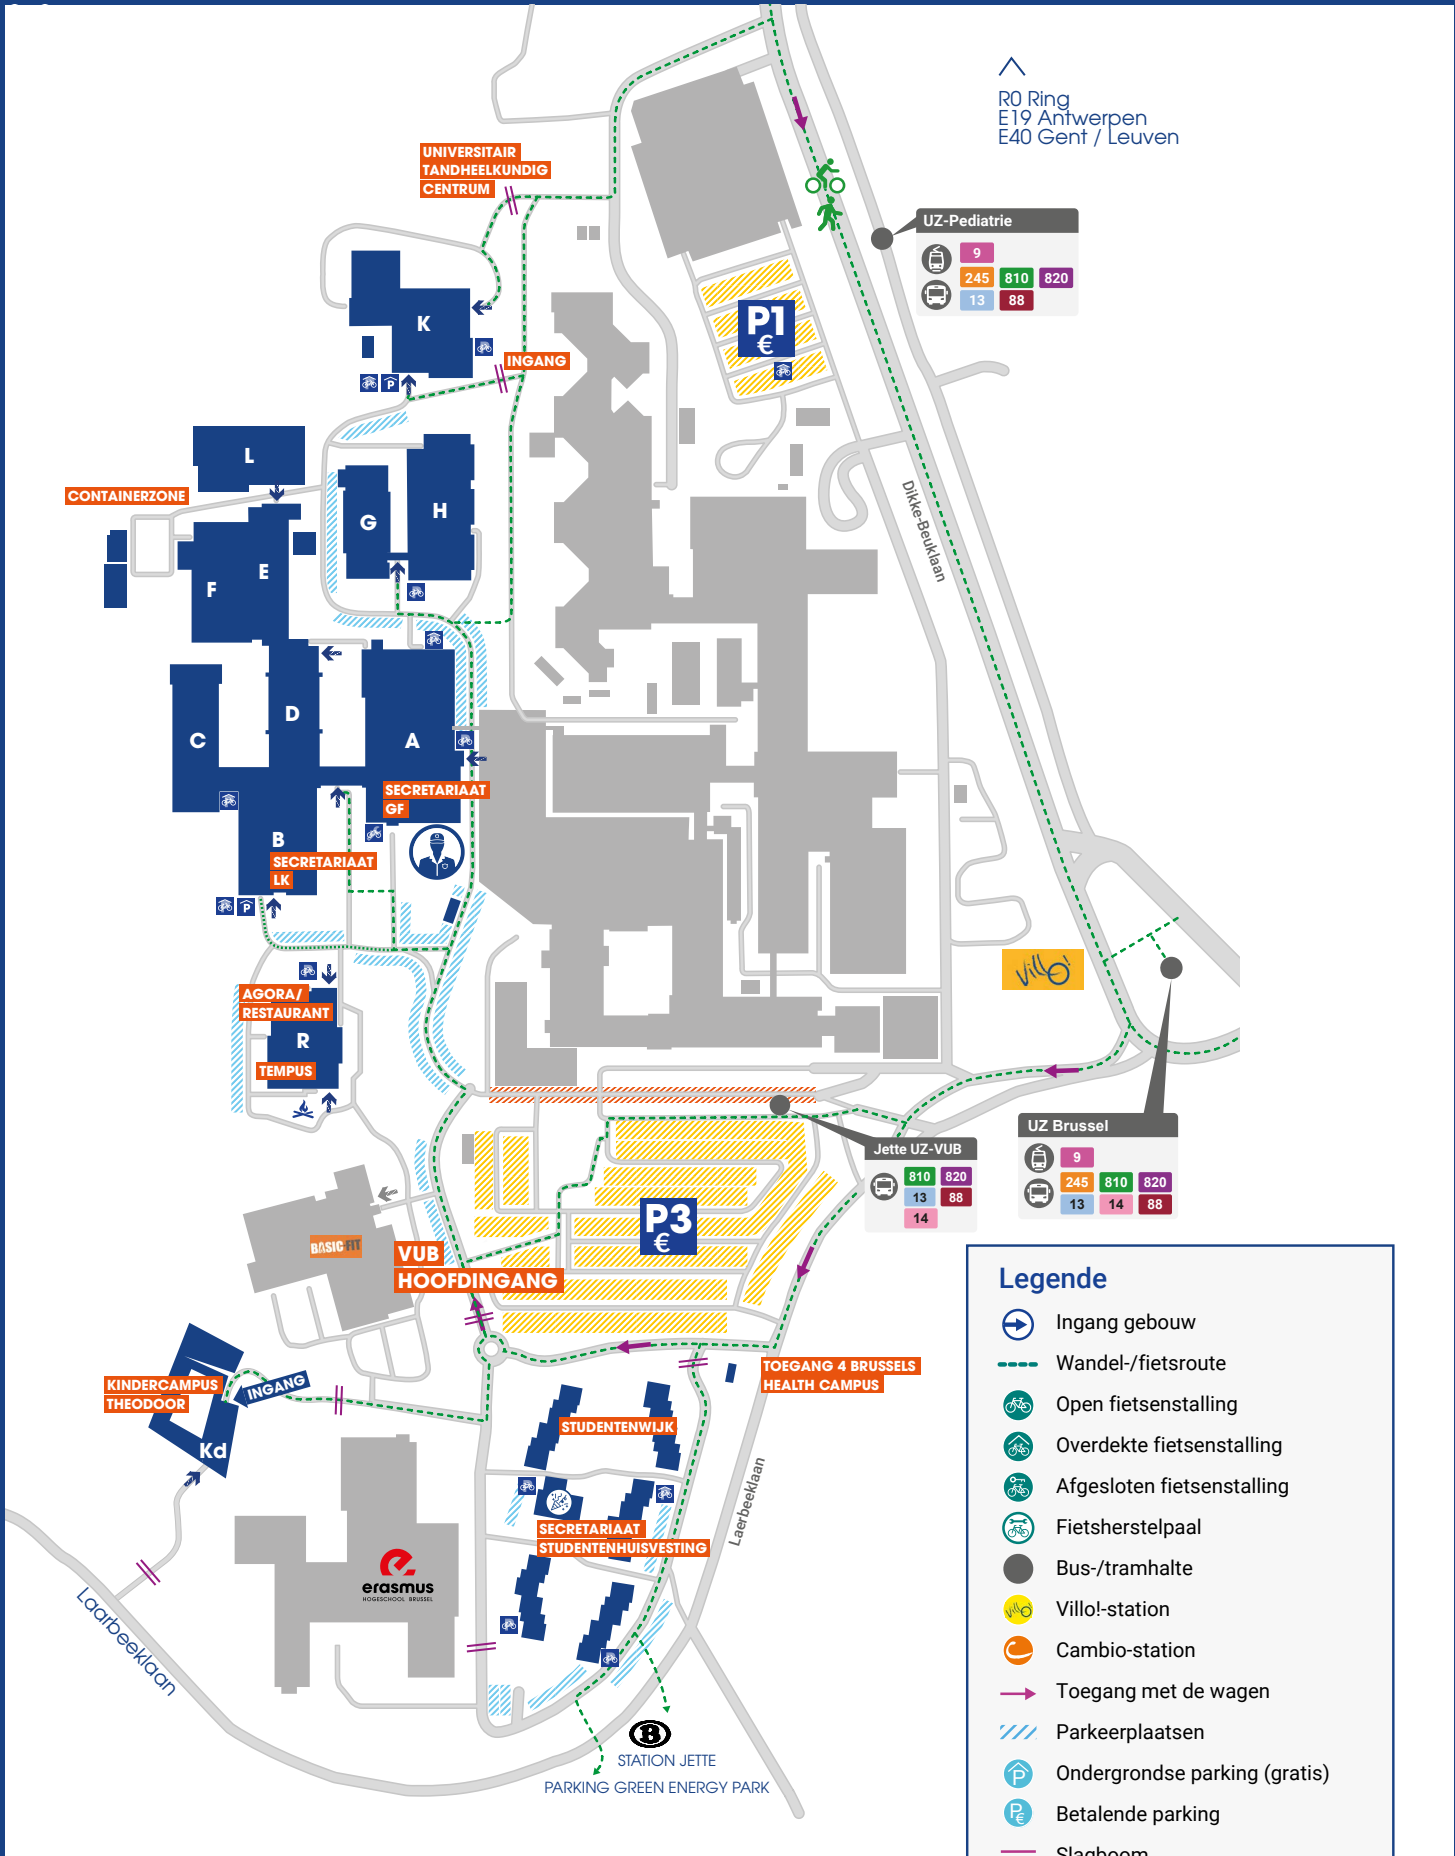 R0 Ring
E19 Antwerpen
E40 Gent / Leuven
UNIVERSITAIR
TANDHEELKUNDIG
CENTRUM
UZ-Pediatrie
9
245 810 820
13 88
K
P1
€
INGANG
P
L
CONTAINERZONE
G
H
F
E
Dikke-Beuklaan
C
D
A
SECRETARIAAT
GF
B
SECRETARIAAT
LK
P
Villo!
AGORA/
RESTAURANT
R
TEMPUS
UZ Brussel
9
245 810 820
13 14 88
Jette UZ-VUB
810 820
13 88
14
P3
€
BASIC-FIT
VUB
HOOFDINGANG
KINDERCAMPUS
THEODOOR
INGANG
Kd
TOEGANG 4 BRUSSELS
HEALTH CAMPUS
STUDENTENWIJK
SECRETARIAAT
STUDENTENHUISVESTING
Laerbeeklaan
erasmus
HOGESCHOOL BRUSSEL
Laarbeeklaan
B
STATION JETTE
PARKING GREEN ENERGY PARK
Legende
Ingang gebouw
Wandel-/fietsroute
Open fietsenstalling
Overdekte fietsenstalling
Afgesloten fietsenstalling
Fietsherstelpaal
Bus-/tramhalte
Villo! Villo!-station
Cambio-station
Toegang met de wagen
Parkeerplaatsen
P Ondergrondse parking (gratis)
P€ Betalende parking
Slagboom